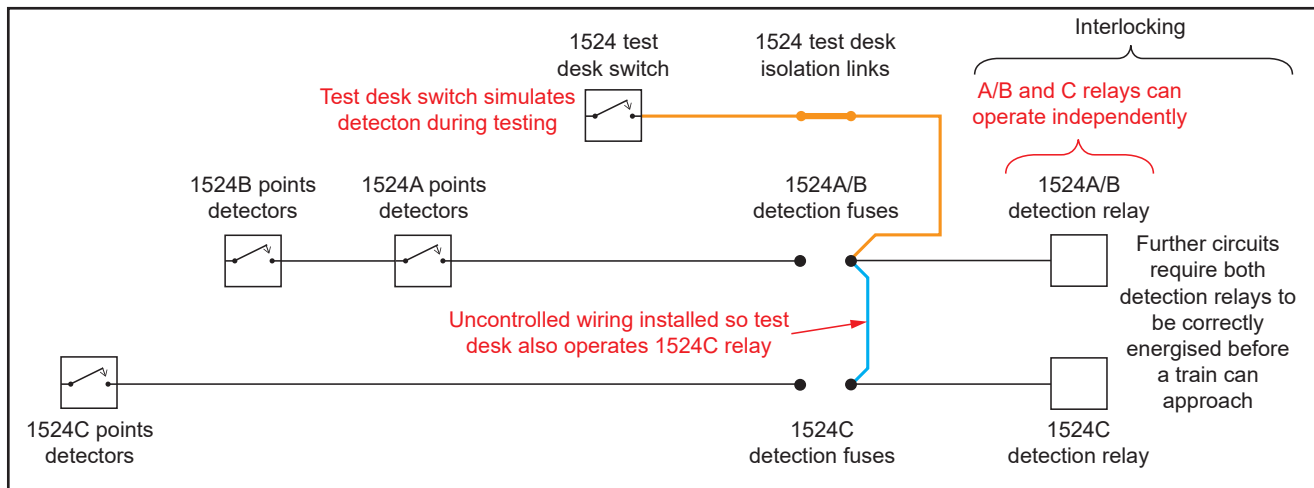 Interlocking
1524 test
desk switch
1524 test desk
isolation links
Test desk switch simulates
detecton during testing
A/B and C relays can
operate independently
1524B points
detectors
1524A points
detectors
1524A/B
detection fuses
1524A/B
detection relay
Further circuits
require both
detection relays to
be correctly
energised before
a train can
approach
Uncontrolled wiring installed so test
desk also operates 1524C relay
1524C points
detectors
1524C
detection fuses
1524C
detection relay